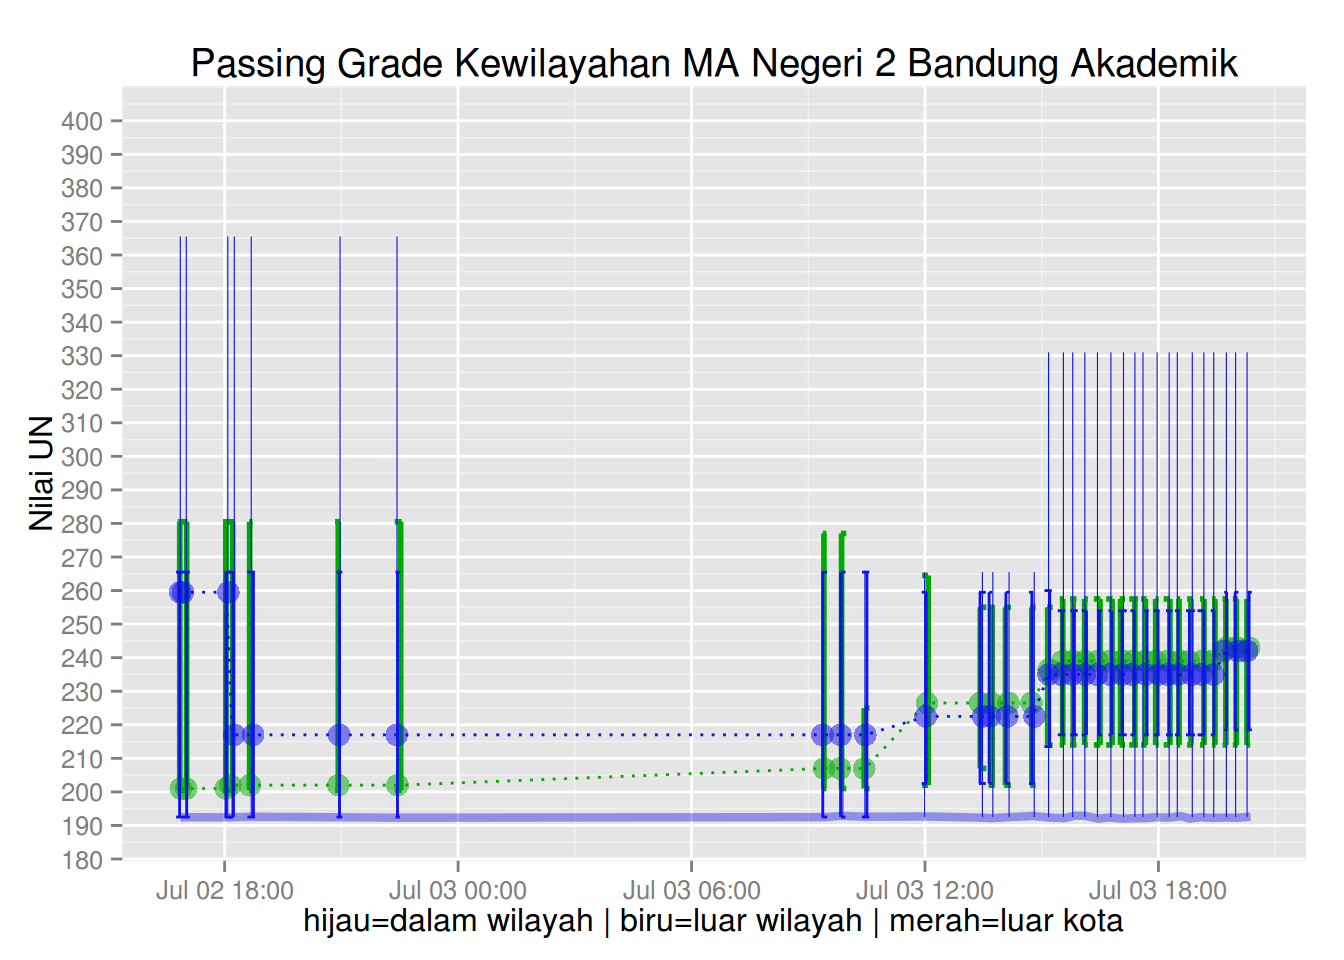 Passing Grade Kewilayahan MA Negeri 2 Bandung Akademik
Nilai UN
400
390
380
370
360
350
340
330
320
310
300
290
280
270
260
250
240
230
220
210
200
190
180
Jul 02 18:00
Jul 03 00:00
Jul 03 06:00
Jul 03 12:00
Jul 03 18:00
hijau=dalam wilayah | biru=luar wilayah | merah=luar kota